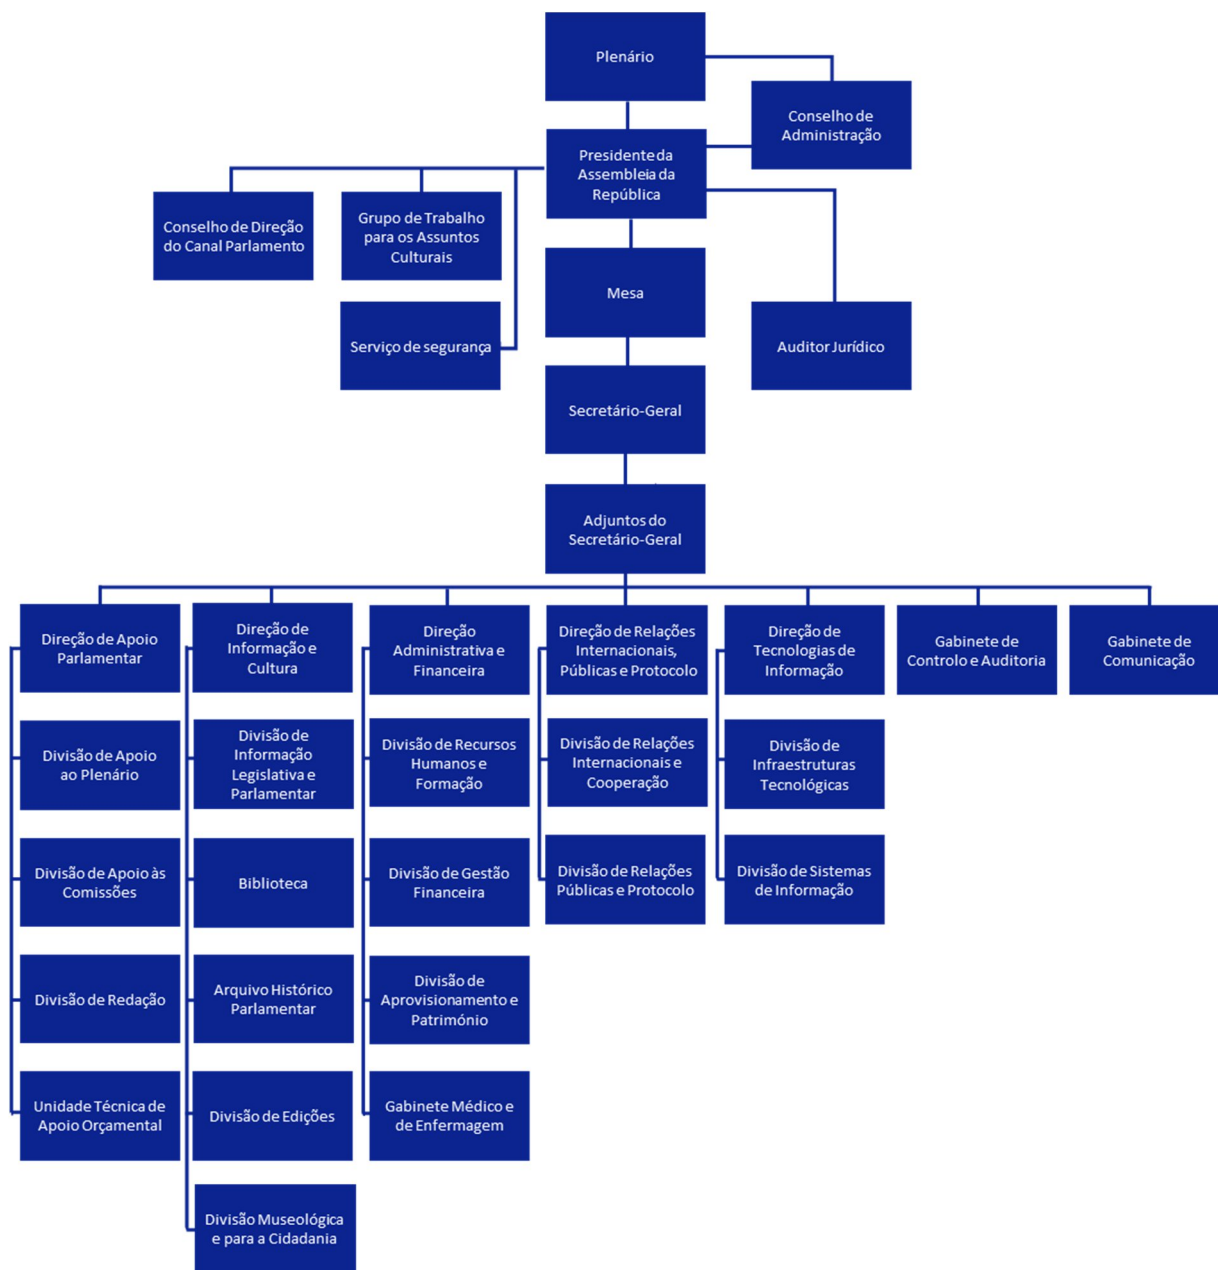 Plenário
Conselho de
Administração
Presidente da
Assembleia da
República
Conselho de Direção
do Canal Parlamento
Grupo de Trabalho
para os Assuntos
Culturais
Mesa
Serviço de segurança
Auditor Jurídico
Secretário-Geral
Adjuntos do
Secretário-Geral
Direção de Apoio
Parlamentar
Direção de
Informação e
Cultura
Direção
Administrativa e
Financeira
Direção de Relações
Internacionais,
Públicas e Protocolo
Direção de
Tecnologias de
Informação
Gabinete de
Controlo e Auditoria
Gabinete de
Comunicação
Divisão de Apoio
ao Plenário
Divisão de
Informação
Legislativa e
Parlamentar
Divisão de Recursos
Humanos e
Formação
Divisão de Relações
Internacionais e
Cooperação
Divisão de
Infraestruturas
Tecnológicas
Divisão de Apoio às
Comissões
Biblioteca
Divisão de Gestão
Financeira
Divisão de Relações
Públicas e Protocolo
Divisão de Sistemas
de Informação
Divisão de Redação
Arquivo Histórico
Parlamentar
Divisão de
Aprovisionamento e
Património
Unidade Técnica de
Apoio Orçamental
Divisão de Edições
Gabinete Médico e
de Enfermagem
Divisão Museológica
e para a Cidadania